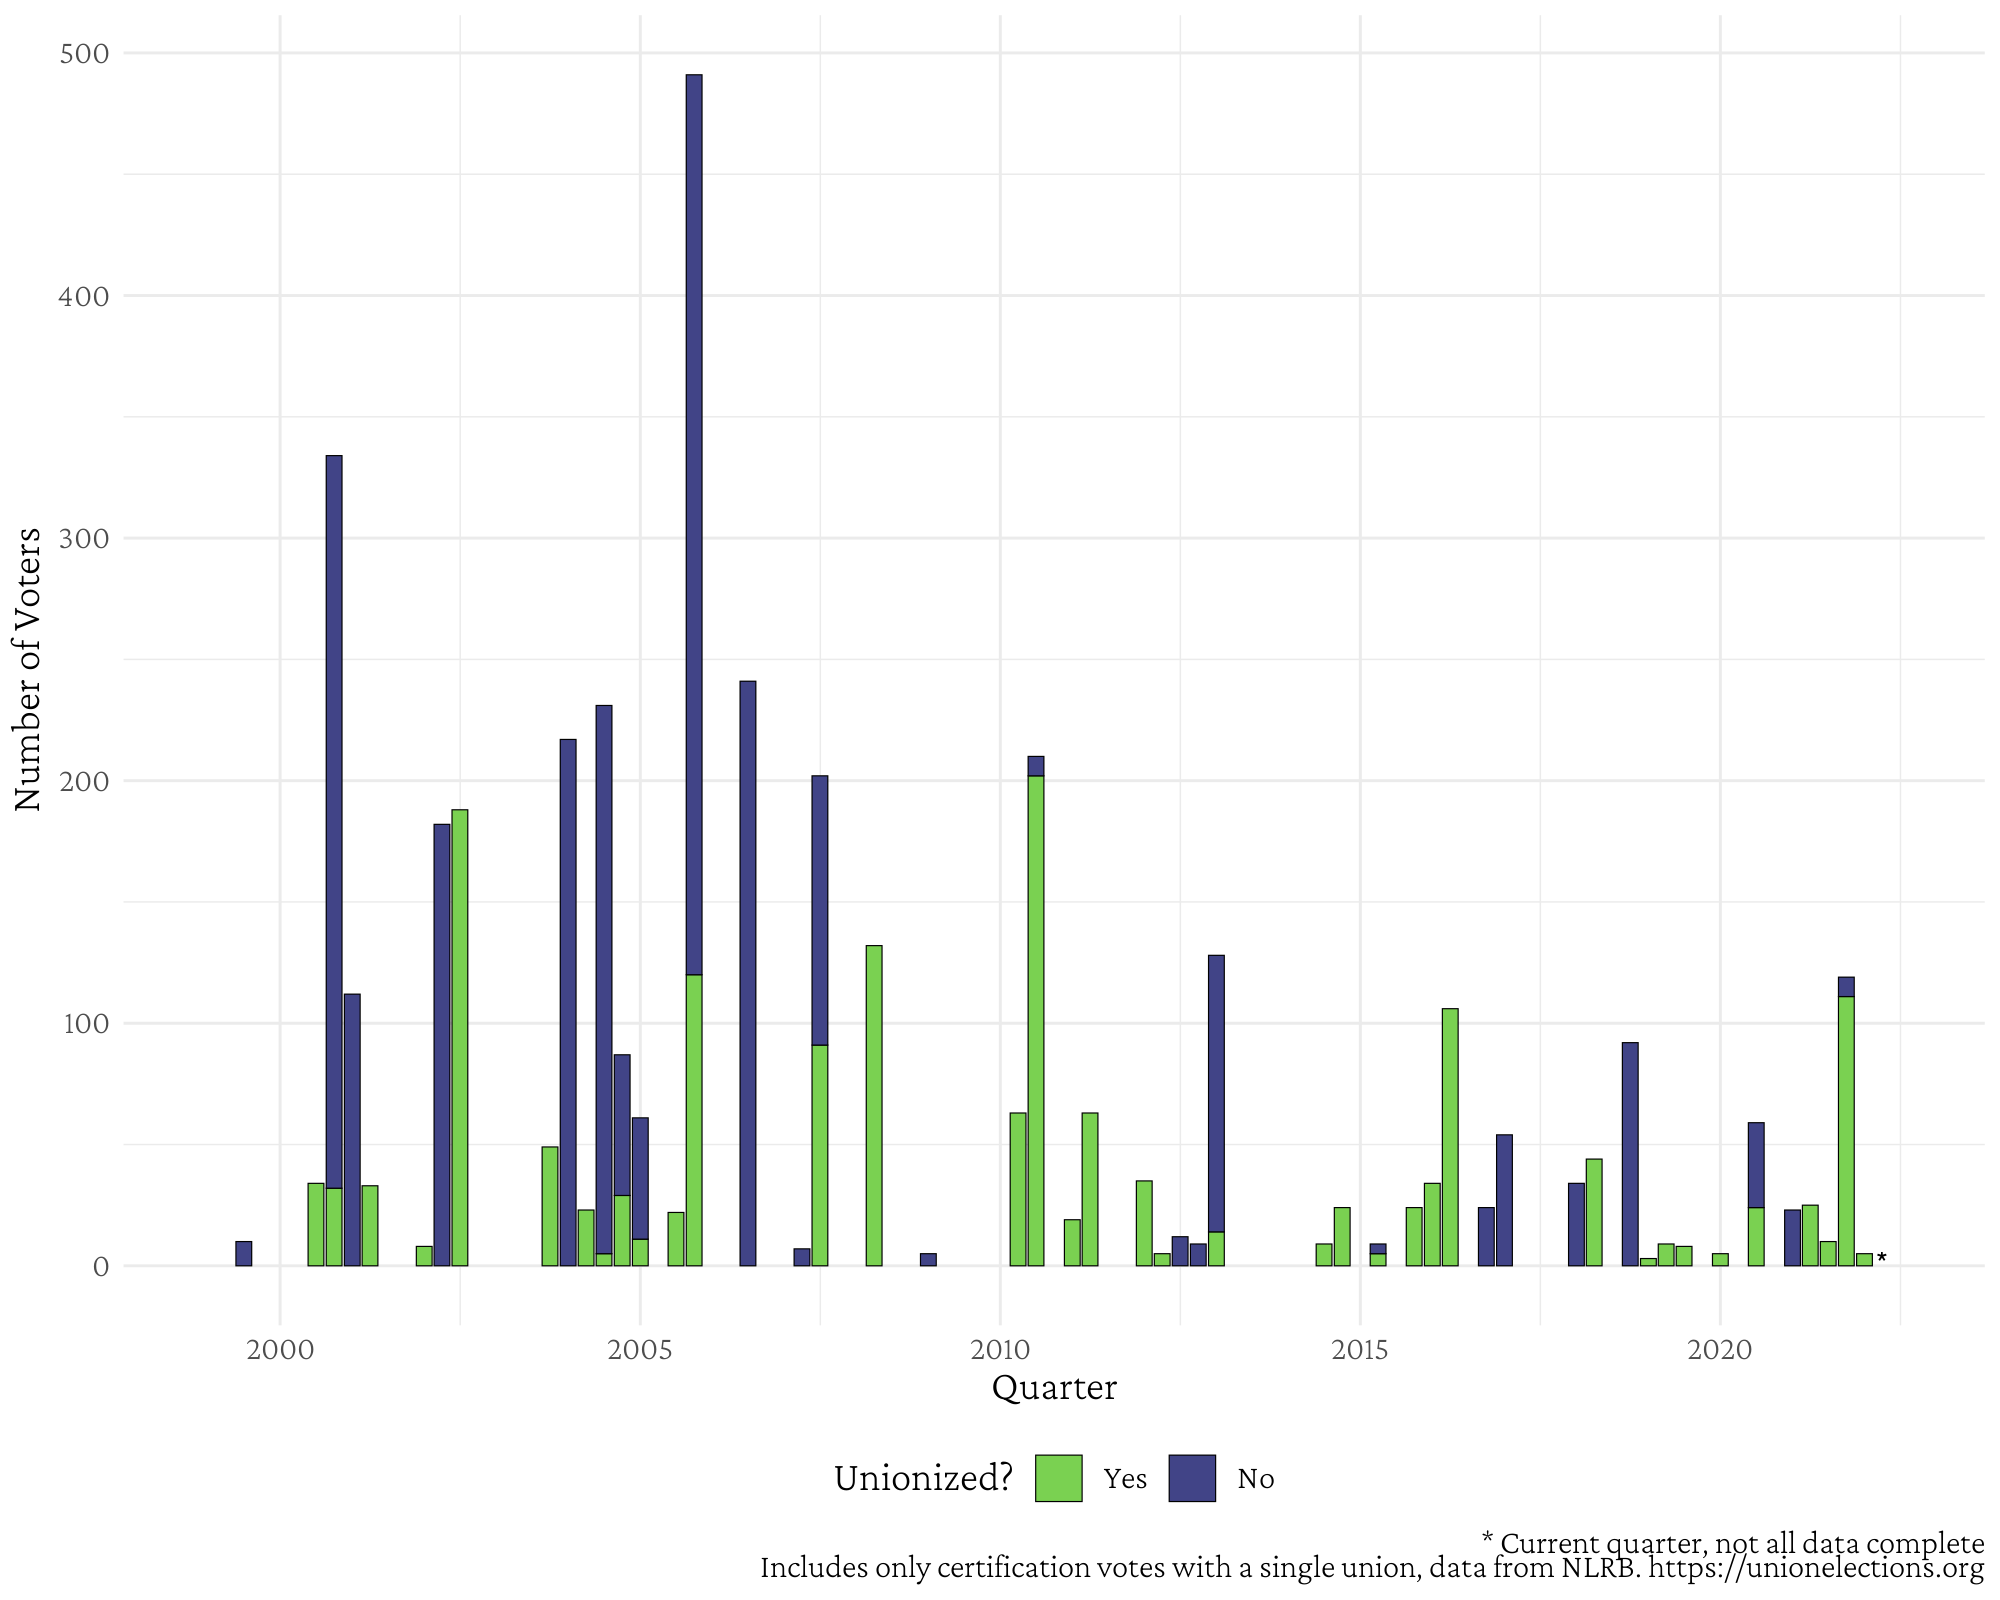 500
400
300
200
100
0
Number of Voters
2000 2005 2010 2015 2020
*
Quarter
Unionized? Yes No
* Current quarter, not all data complete
Includes only certification votes with a single union, data from NLRB. https://unionelections.org